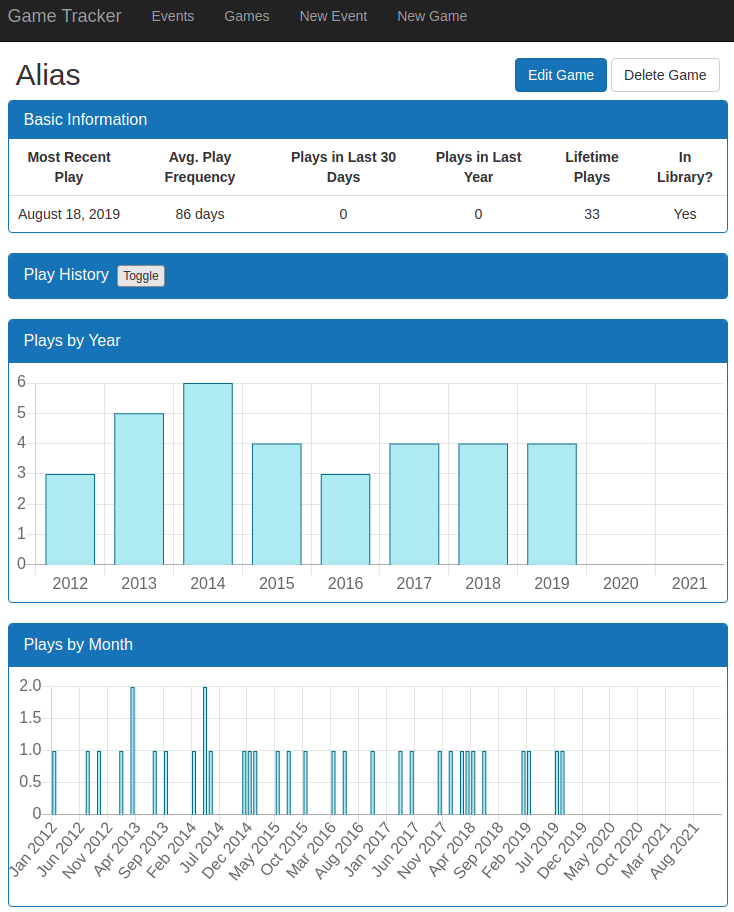 Game Tracker Events Games New Event New Game
Alias Edit Game Delete Game
Basic Information
Most Recent Avg. Play Plays in Last 30 Plays in Last Lifetime In
Play Frequency Days Year Plays Library?
August 18, 2019 86 days 0 0 33 Yes
Play History Toggle
Plays by Year
6
5
4
3
2
1
0
2012 2013 2014 2015 2016 2017 2018 2019 2020 2021
Plays by Month
2.0
1.5
1.0
0.5
0
Jan 2012 Jun 2012 Nov 2012 Apr 2013 Sep 2013 Feb 2014 Jul 2014 Dec 2014 May 2015 Oct 2015 Mar 2016 Aug 2016 Jan 2017 Jun 2017 Nov 2017 Apr 2018 Sep 2018 Feb 2019 Jul 2019 Dec 2019 May 2020 Oct 2020 Mar 2021 Aug 2021